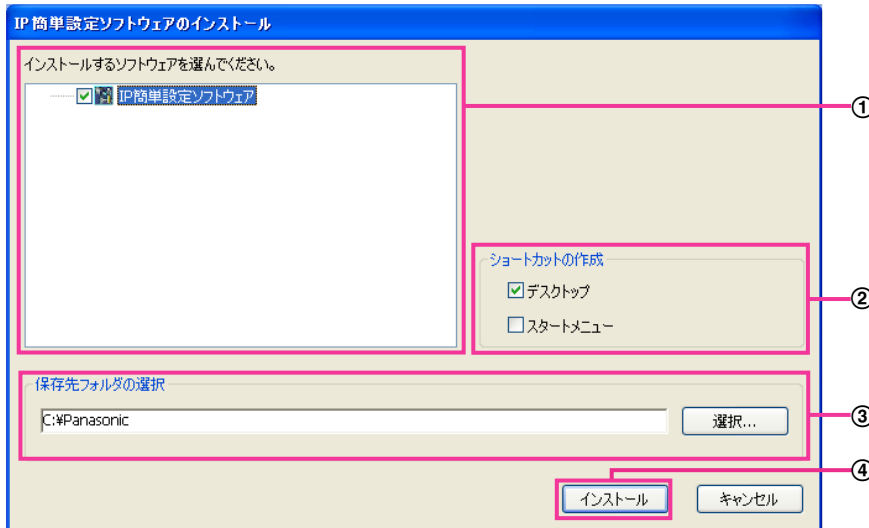 IP簡単設定ソフトウェアのインストール
インストールするソフトウェアを選んでください。
IP簡単設定ソフトウェア
①
ショートカットの作成
デスクトップ
スタートメニュー
②
保存先フォルダの選択
C:¥Panasonic
選択...
③
④
インストール
キャンセル